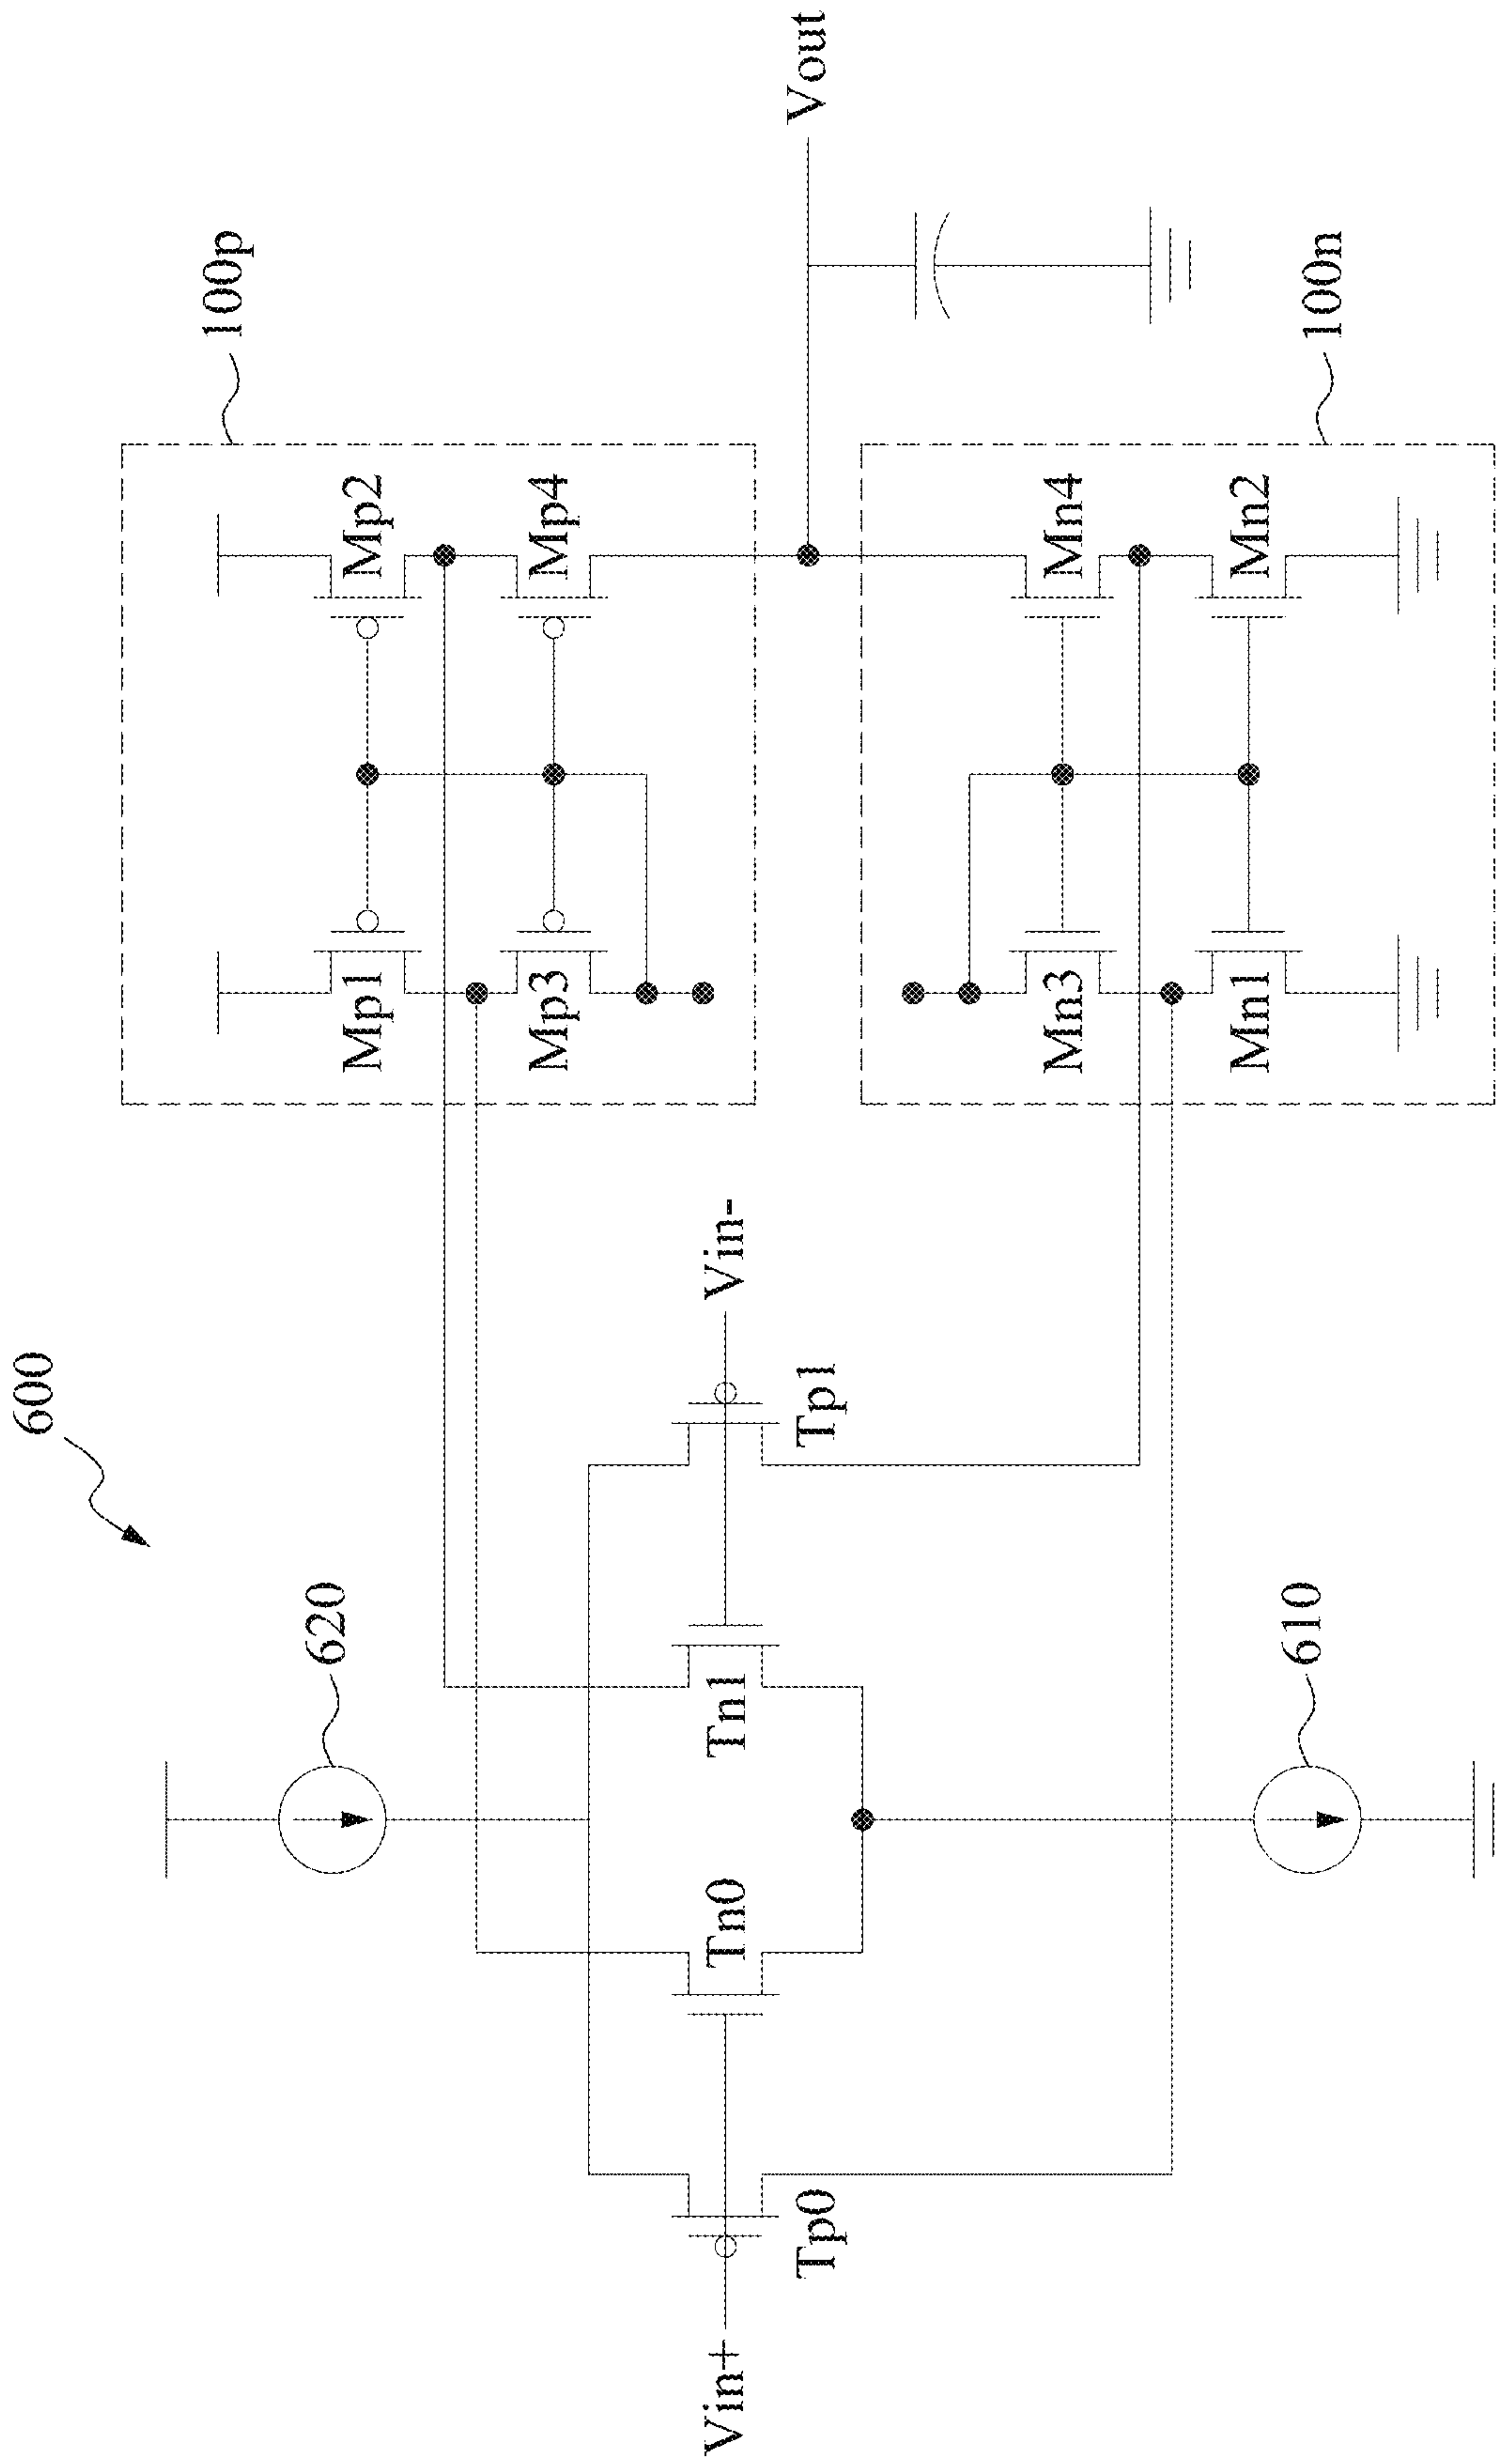 600
620
100p
Mp1
Mp2
Mp3
Mp4
Vin+
Tp0
Tn0
Tn1
Tp1
Vin-
Vout
Mn3
Mn4
Mn1
Mn2
610
100n